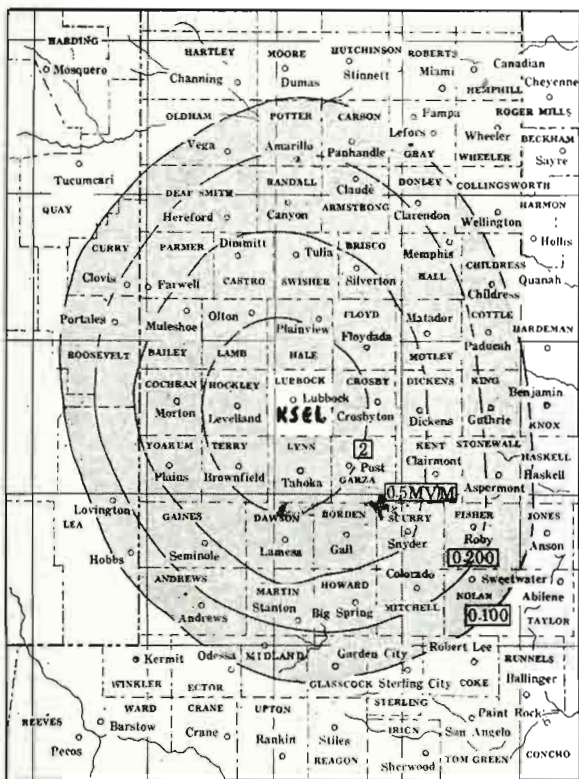 HARDING HARTLEY MOORE HUTCHINSON ROBERTS
Mosquero Channing Dumas Stinnett Miami Canadian
HEMPHILL Cheyenne
OLDHAM POTTER CARSON Pampa ROGER MILLS
Vega Amarillo Panhandle Lefors Wheeler BECKHAM
GRAY WHEELER Sayre
Tucumcari RANDALL Claude DONLEY COLLINGSWORTH
DEAF SMITH
QUAY Hereford Canyon ARMSTRONG Clarendon Wellington HARMON
CURRY PARMER Dimmitt Tulia BRISCO Memphis Hollis
Clovis Farwell CASTRO SWISHER Silverton HALL CHILDRESS Quanah
Childress
Portales Muleshoe Olton Plainview FLOYD Matador COTTLE
Floydada Paducah HARDEMAN
ROOSEVELT BAILEY LAMB HALE MOTLEY
COCHRAN HOCKLEY LUBBOCK CROSBY DICKENS KING
Morton Levelland Lubbock Crosbyton Benjamin
KSEL Dickens Guthrie KNOX
YOARUM TERRY LYNN 2 KENT STONEWALL HASKELL
Plains Brownfield Tahoka Post Clairmont Aspermont Haskell
GARZA
Lovington 0.5MV/M
LEA GAINES DAWSON BORDEN SCURRY FISHER JONES
Hobbs Seminole Lamesa Gail Snyder Roby Anson
0.200
ANDREWS MARTIN HOWARD Colorado Sweetwater
Andrews Stanton Big Spring MITCHELL NOLAN Abilene
0.100 TAYLOR
Kermit Odessa MIDLAND Garden City Robert Lee RUNNELS
WINKLER ECTOR GLASSCOCK Sterling City COKE Ballinger
REEVES WARD CRANE UPTON STERLING Paint Rock
Pecos Barstow Crane Rankin Stiles IRION San Angelo
REAGON Sherwood TOM GREEN CONCHO